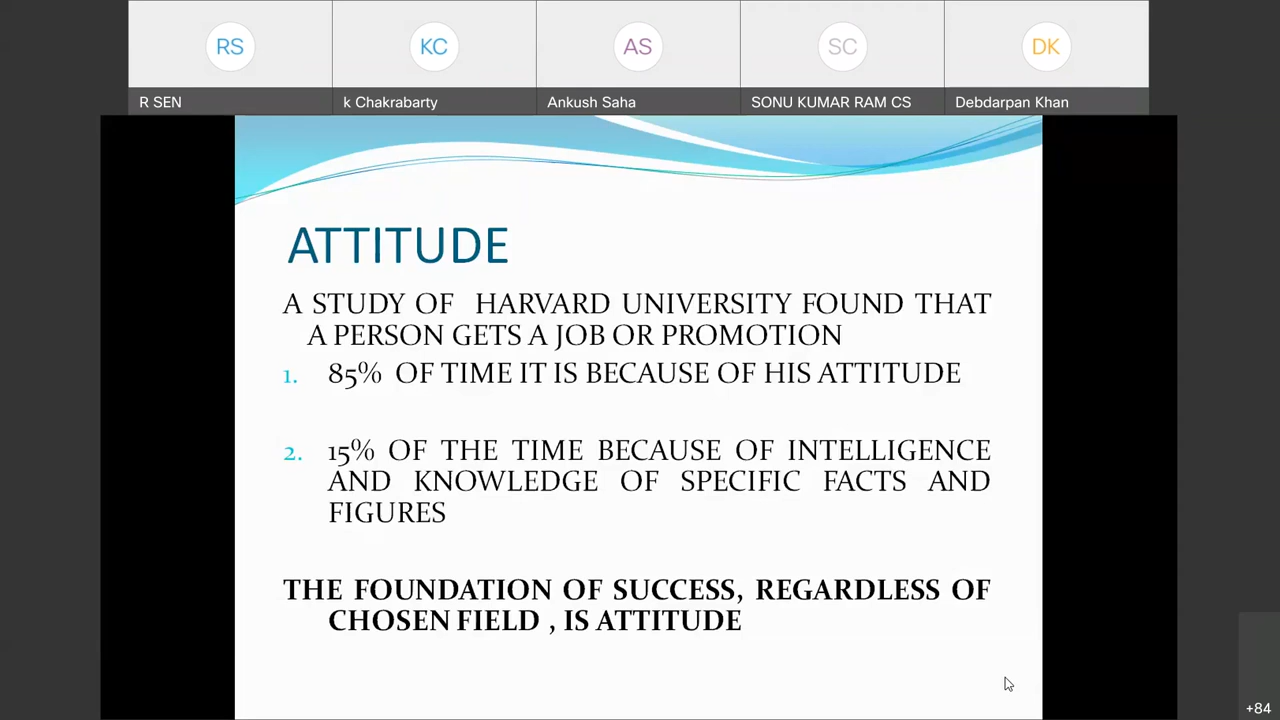 RS
KC
AS
SC
DK
R SEN
k Chakrabarty
Ankush Saha
SONU KUMAR RAM CS
Debdarpan Khan
ATTITUDE
A STUDY OF HARVARD UNIVERSITY FOUND THAT
A PERSON GETS A JOB OR PROMOTION
1. 85% OF TIME IT IS BECAUSE OF HIS ATTITUDE
2. 15% OF THE TIME BECAUSE OF INTELLIGENCE
AND KNOWLEDGE OF SPECIFIC FACTS AND
FIGURES
THE FOUNDATION OF SUCCESS, REGARDLESS OF
CHOSEN FIELD , IS ATTITUDE
+84